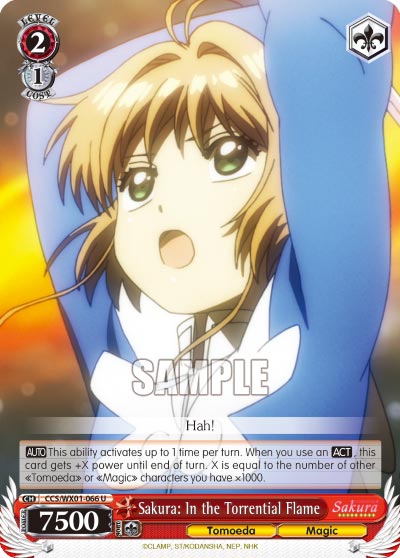 LEVEL
2
1
COST
SAMPLE
Hah!
AUTO This ability activates up to 1 time per turn. When you use an ACT, this
card gets +X power until end of turn. X is equal to the number of other
«Tomoeda» or «Magic» characters you have ×1000.
CH CCS/WX01-066 U
Sakura: In the Torrential Flame
Sakura
POWER 7500
Tomoeda Magic
©CLAMP, ST/KODANSHA, NEP, NHK